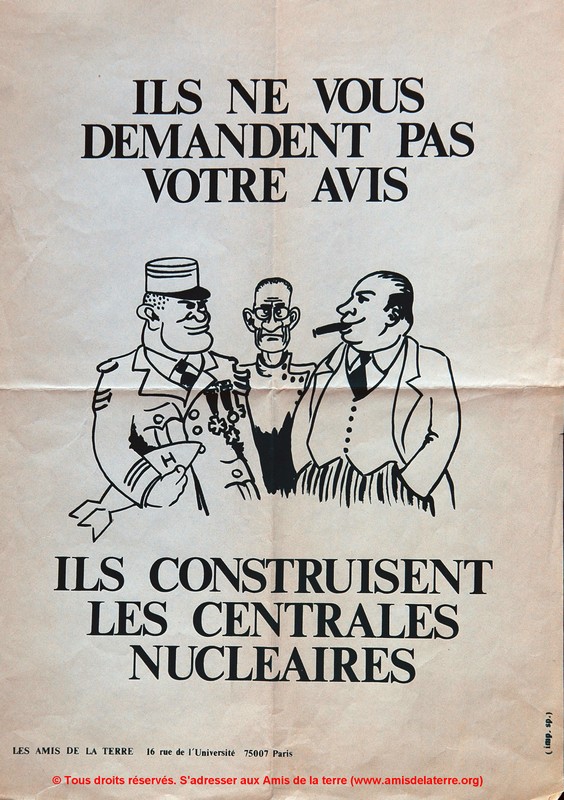 ILS NE VOUS
DEMANDENT PAS
VOTRE AVIS
H
ILS CONSTRUISENT
LES CENTRALES
NUCLEAIRES
(imp. sp.)
LES AMIS DE LA TERRE 16 rue de l'Université 75007 Paris
© Tous droits réservés. S'adresser aux Amis de la terre (www.amisdelaterre.org)